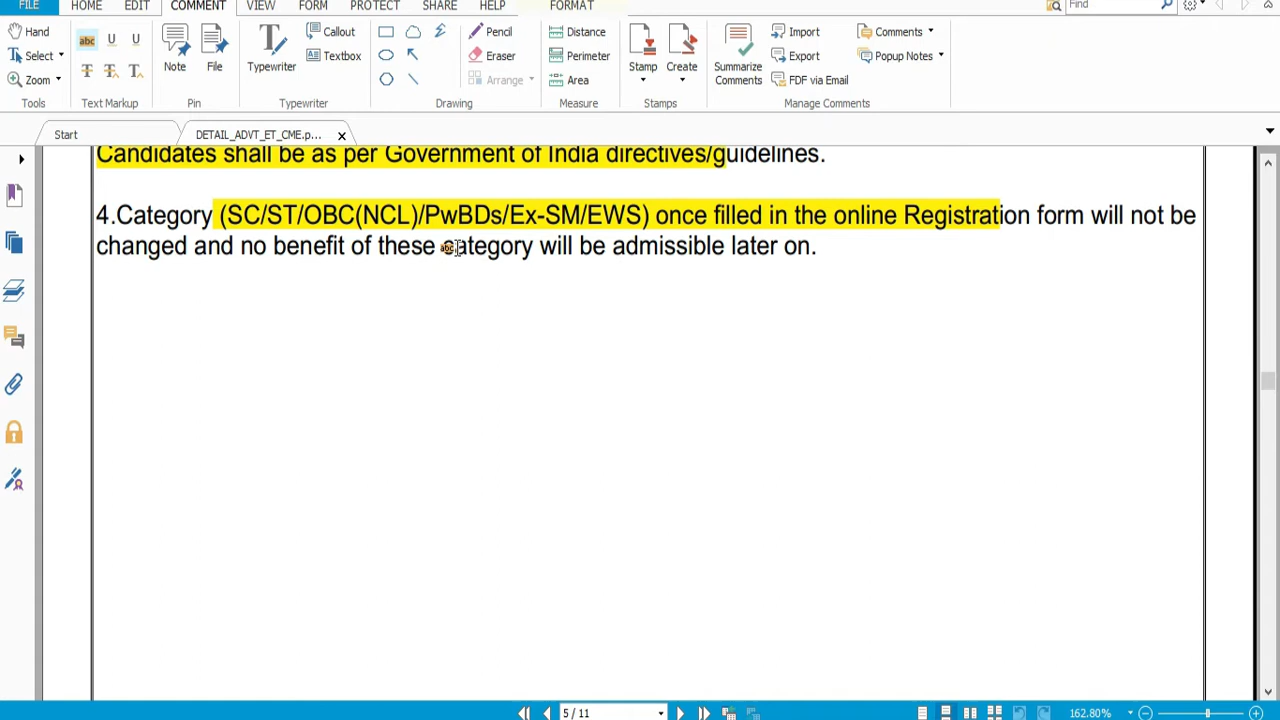 FILE HOME EDIT COMMENT VIEW FORM PROTECT SHARE HELP FORMAT Find
Hand
Select
Zoom
Tools
abc U U
T T T
Text Markup
Note File
Pin
Typewriter
Callout
Textbox
Typewriter
Pencil
Eraser
Arrange
Drawing
Distance
Perimeter
Area
Measure
Stamp Create
Stamps
Summarize
Comments
Import
Export
FDF via Email
Comments
Popup Notes
Manage Comments
Start DETAIL_ADVT_ET_CME.p...
Candidates shall be as per Government of India directives/guidelines.
4.Category (SC/ST/OBC(NCL)/PwBDs/Ex-SM/EWS) once filled in the online Registration form will not be
changed and no benefit of these category will be admissible later on.
5 / 11 162.80%